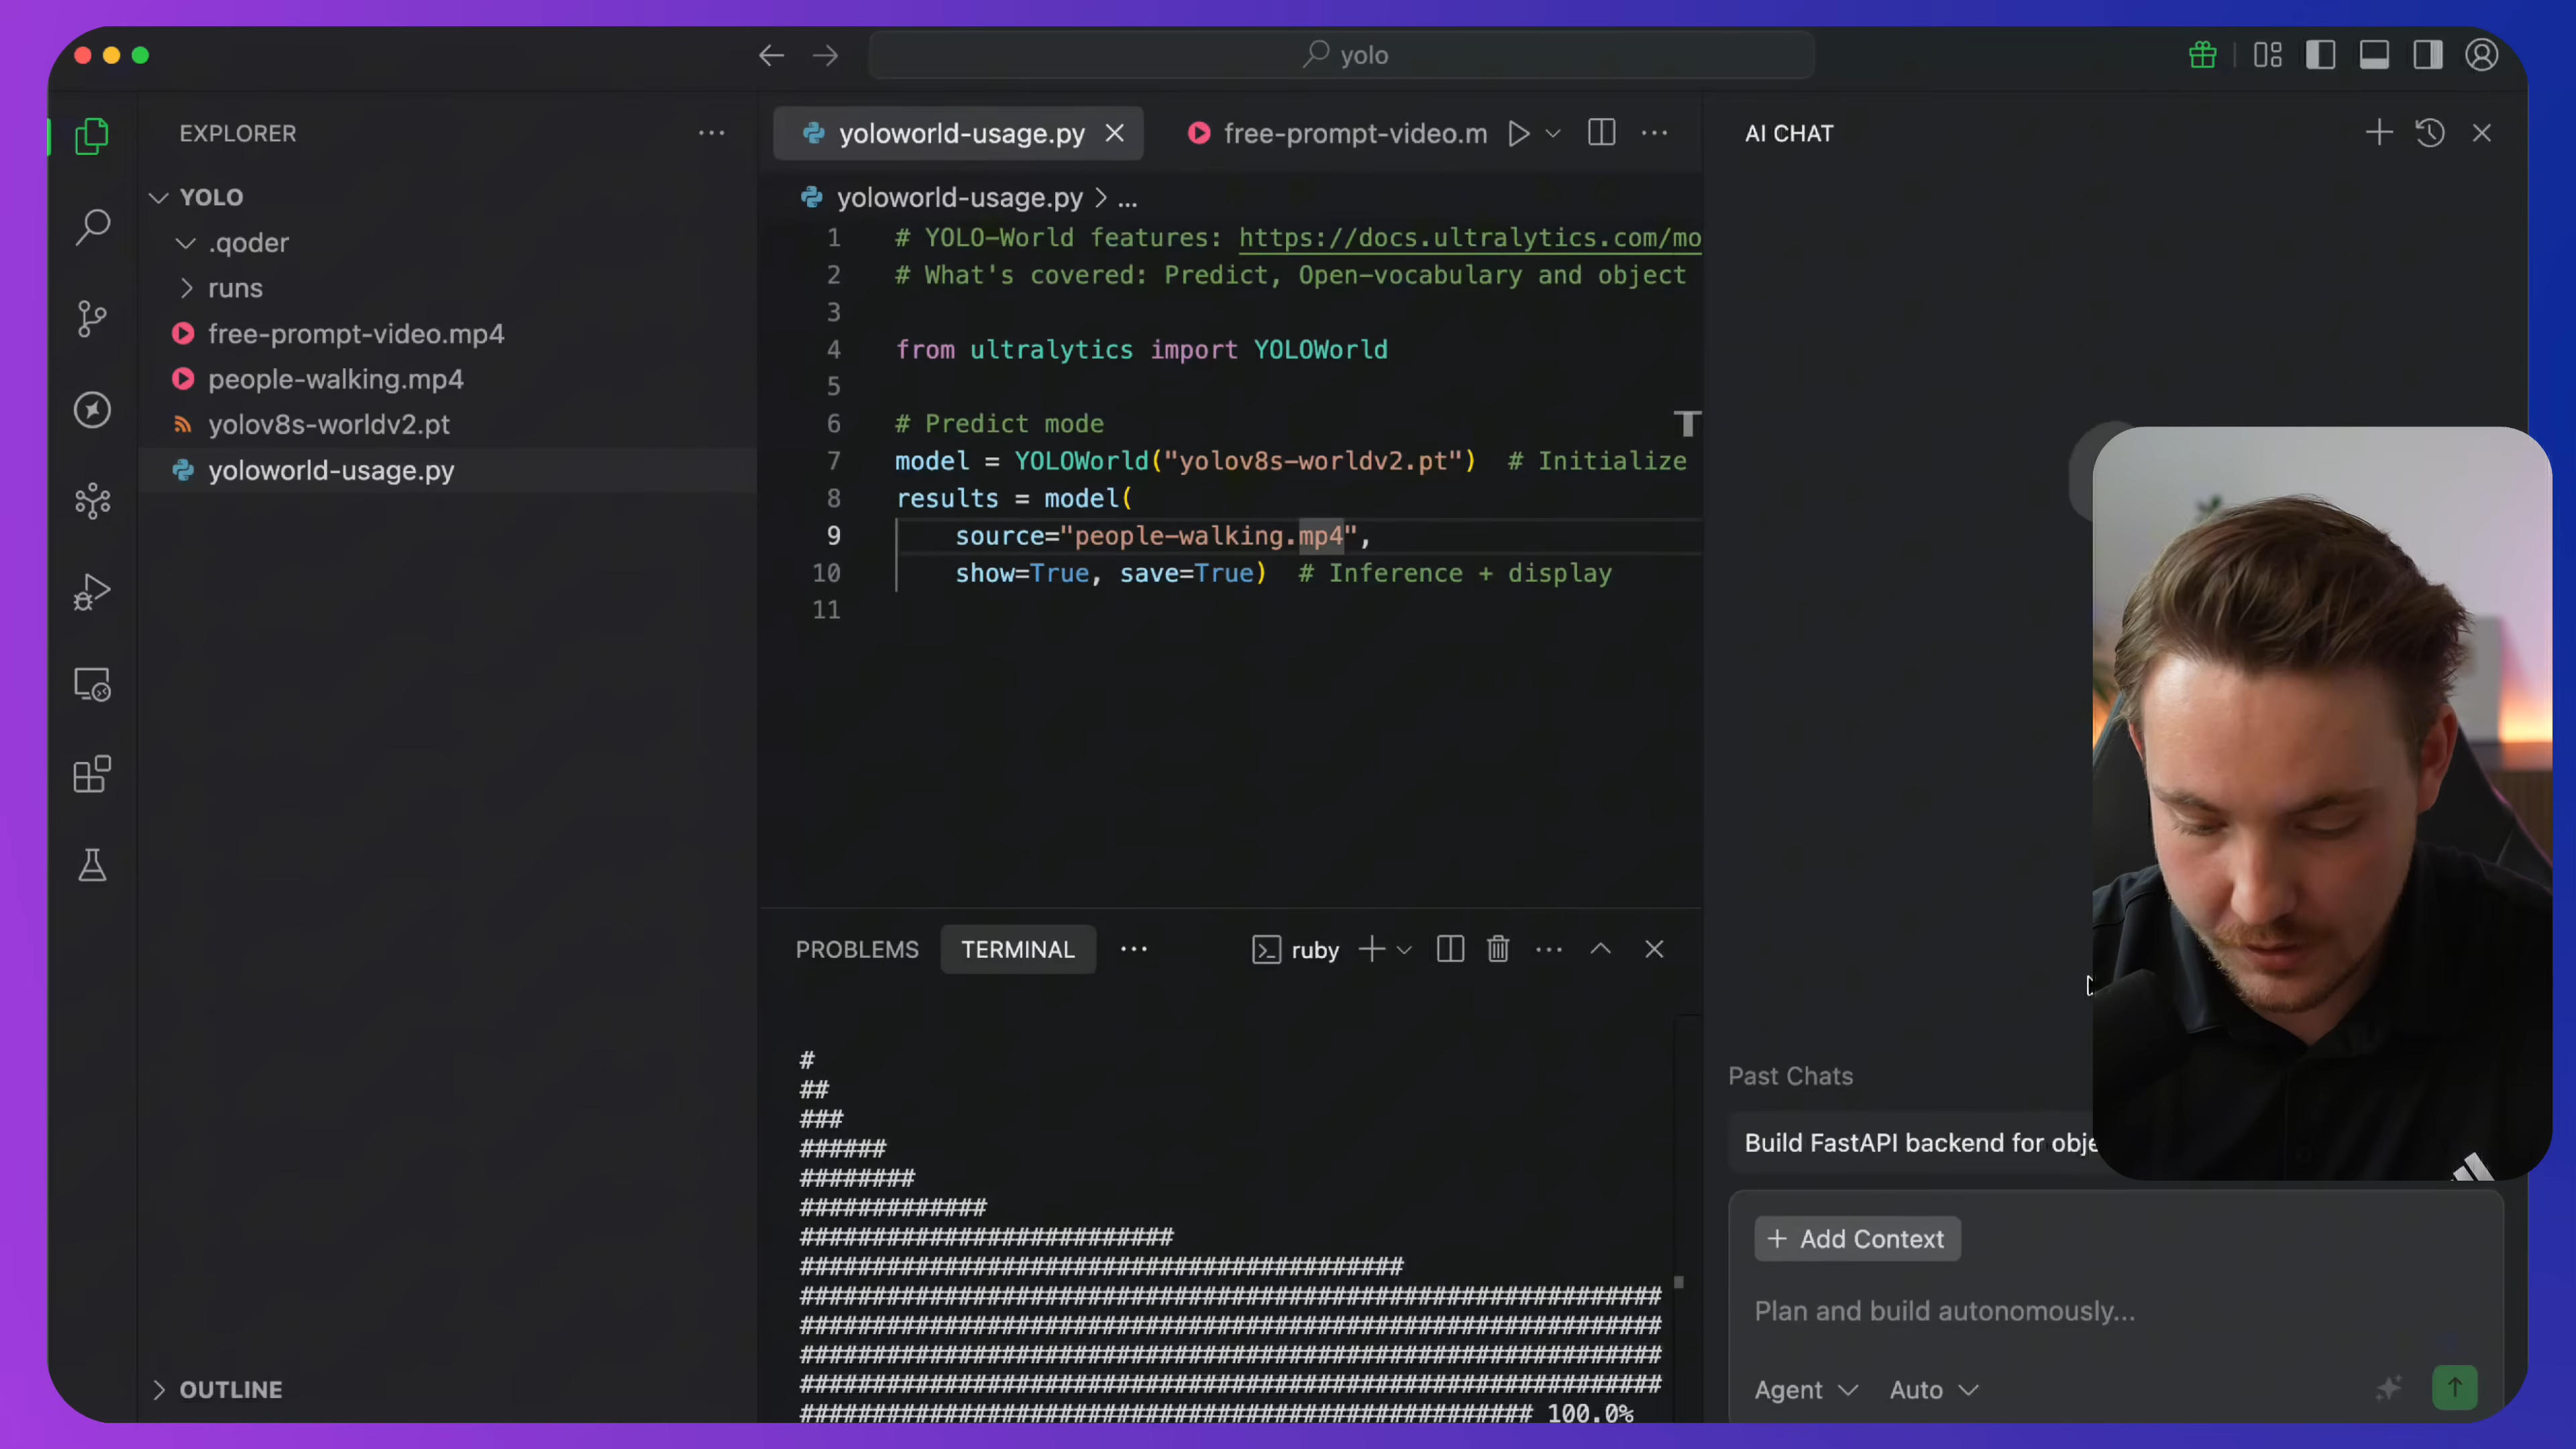 yolo
EXPLORER
YOLO
.qoder
runs
free-prompt-video.mp4
people-walking.mp4
yolov8s-worldv2.pt
yoloworld-usage.py
OUTLINE
yoloworld-usage.py
free-prompt-video.m
yoloworld-usage.py > ...
1 # YOLO-World features: https://docs.ultralytics.com/mo
2 # What's covered: Predict, Open-vocabulary and object
3
4 from ultralytics import YOLOWorld
5
6 # Predict mode
7 model = YOLOWorld("yolov8s-worldv2.pt") # Initialize
8 results = model(
9 source="people-walking.mp4",
10 show=True, save=True) # Inference + display
11
PROBLEMS TERMINAL ruby
#
##
###
######
########
#############
##########################
##########################################
############################################################
############################################################
############################################################
############################################################
################################################### 100.0%
AI CHAT
Past Chats
Build FastAPI backend for obje
+ Add Context
Plan and build autonomously...
Agent Auto